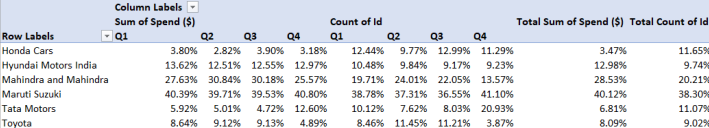 Column Labels
Sum of Spend ($) Count of Id Total Sum of Spend ($) Total Count of Id
Row Labels Q1 Q2 Q3 Q4 Q1 Q2 Q3 Q4
Honda Cars 3.80% 2.82% 3.90% 3.18% 12.44% 9.77% 12.99% 11.29% 3.47% 11.65%
Hyundai Motors India 13.62% 12.51% 12.55% 12.97% 10.48% 9.84% 9.17% 9.23% 12.98% 9.74%
Mahindra and Mahindra 27.63% 30.84% 30.18% 25.57% 19.71% 24.01% 22.05% 13.57% 28.53% 20.21%
Maruti Suzuki 40.39% 39.71% 39.53% 40.80% 38.78% 37.31% 36.55% 41.10% 40.12% 38.30%
Tata Motors 5.92% 5.01% 4.72% 12.60% 10.12% 7.62% 8.03% 20.93% 6.81% 11.07%
Toyota 8.64% 9.12% 9.13% 4.89% 8.46% 11.45% 11.21% 3.87% 8.09% 9.02%